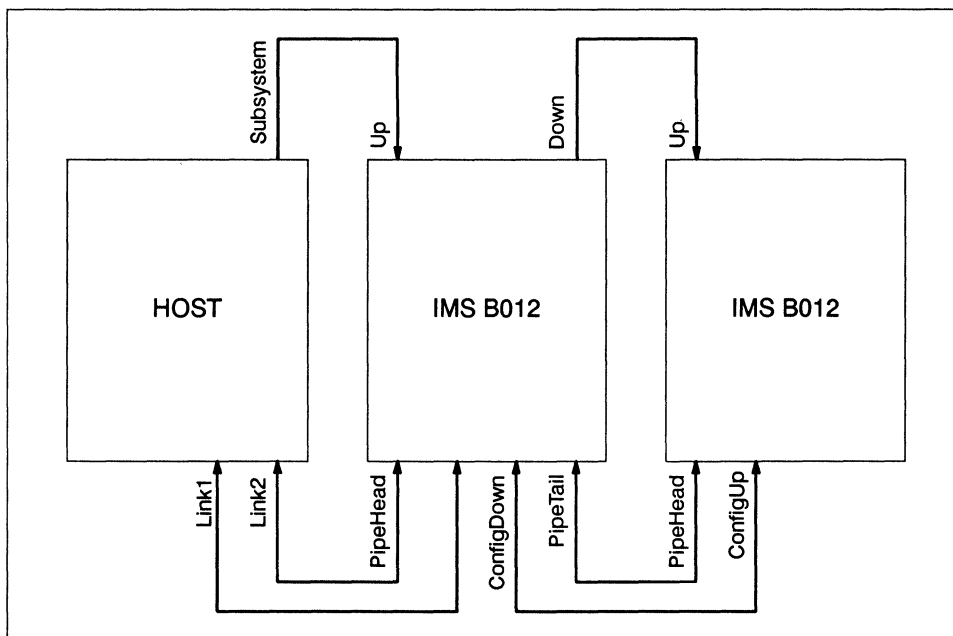 Subsystem
Up
Down
Up
HOST
IMS B012
IMS B012
Link1
Link2
PipeHead
ConfigDown
PipeTail
PipeHead
ConfigUp